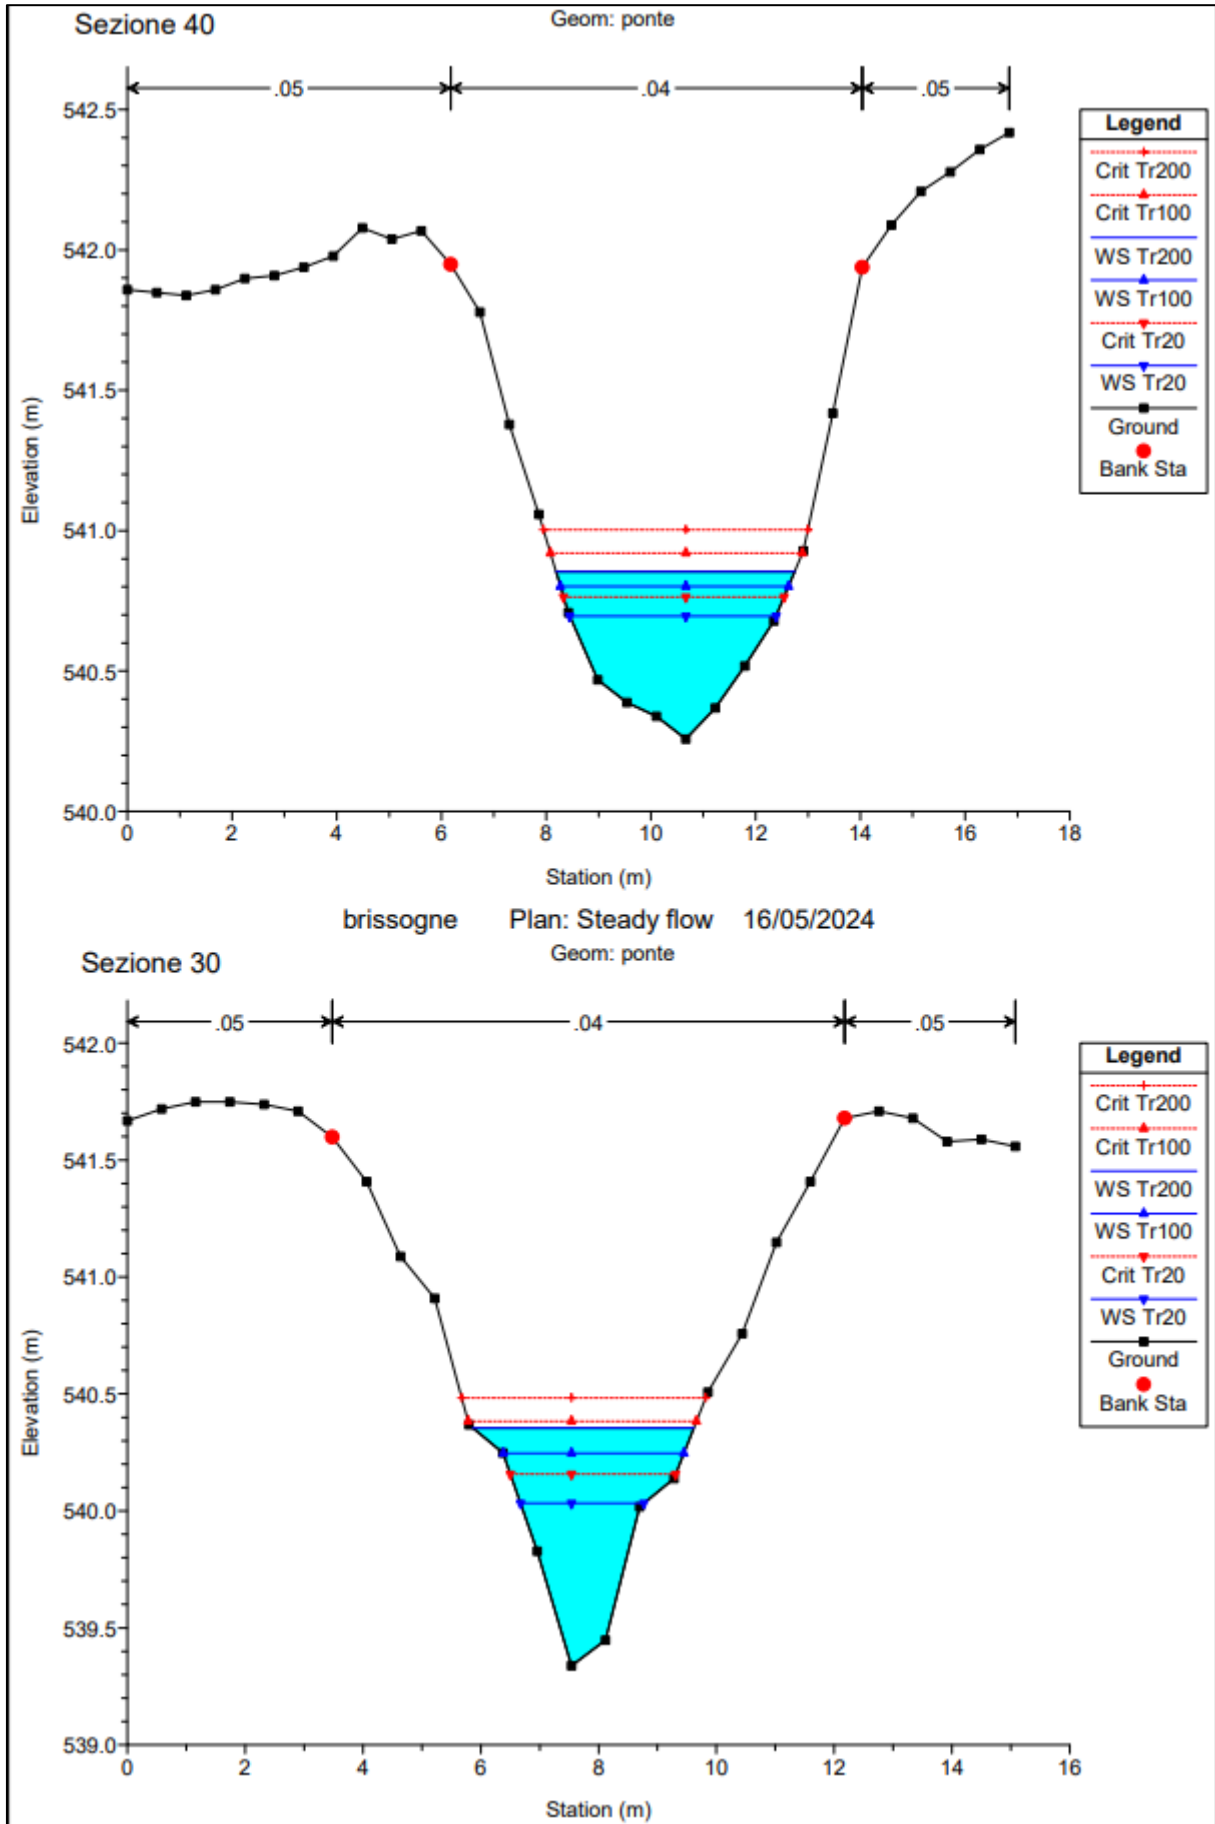 Sezione 40
Geom: ponte
.05
.04
.05
542.5
542.0
541.5
541.0
540.5
540.0
Elevation (m)
0
2
4
6
8
10
12
14
16
18
Station (m)
Legend
Crit Tr200
Crit Tr100
WS Tr200
WS Tr100
Crit Tr20
WS Tr20
Ground
Bank Sta
brissogne Plan: Steady flow 16/05/2024
Sezione 30
Geom: ponte
.05
.04
.05
542.0
541.5
541.0
540.5
540.0
539.5
539.0
Elevation (m)
0
2
4
6
8
10
12
14
16
Station (m)
Legend
Crit Tr200
Crit Tr100
WS Tr200
WS Tr100
Crit Tr20
WS Tr20
Ground
Bank Sta